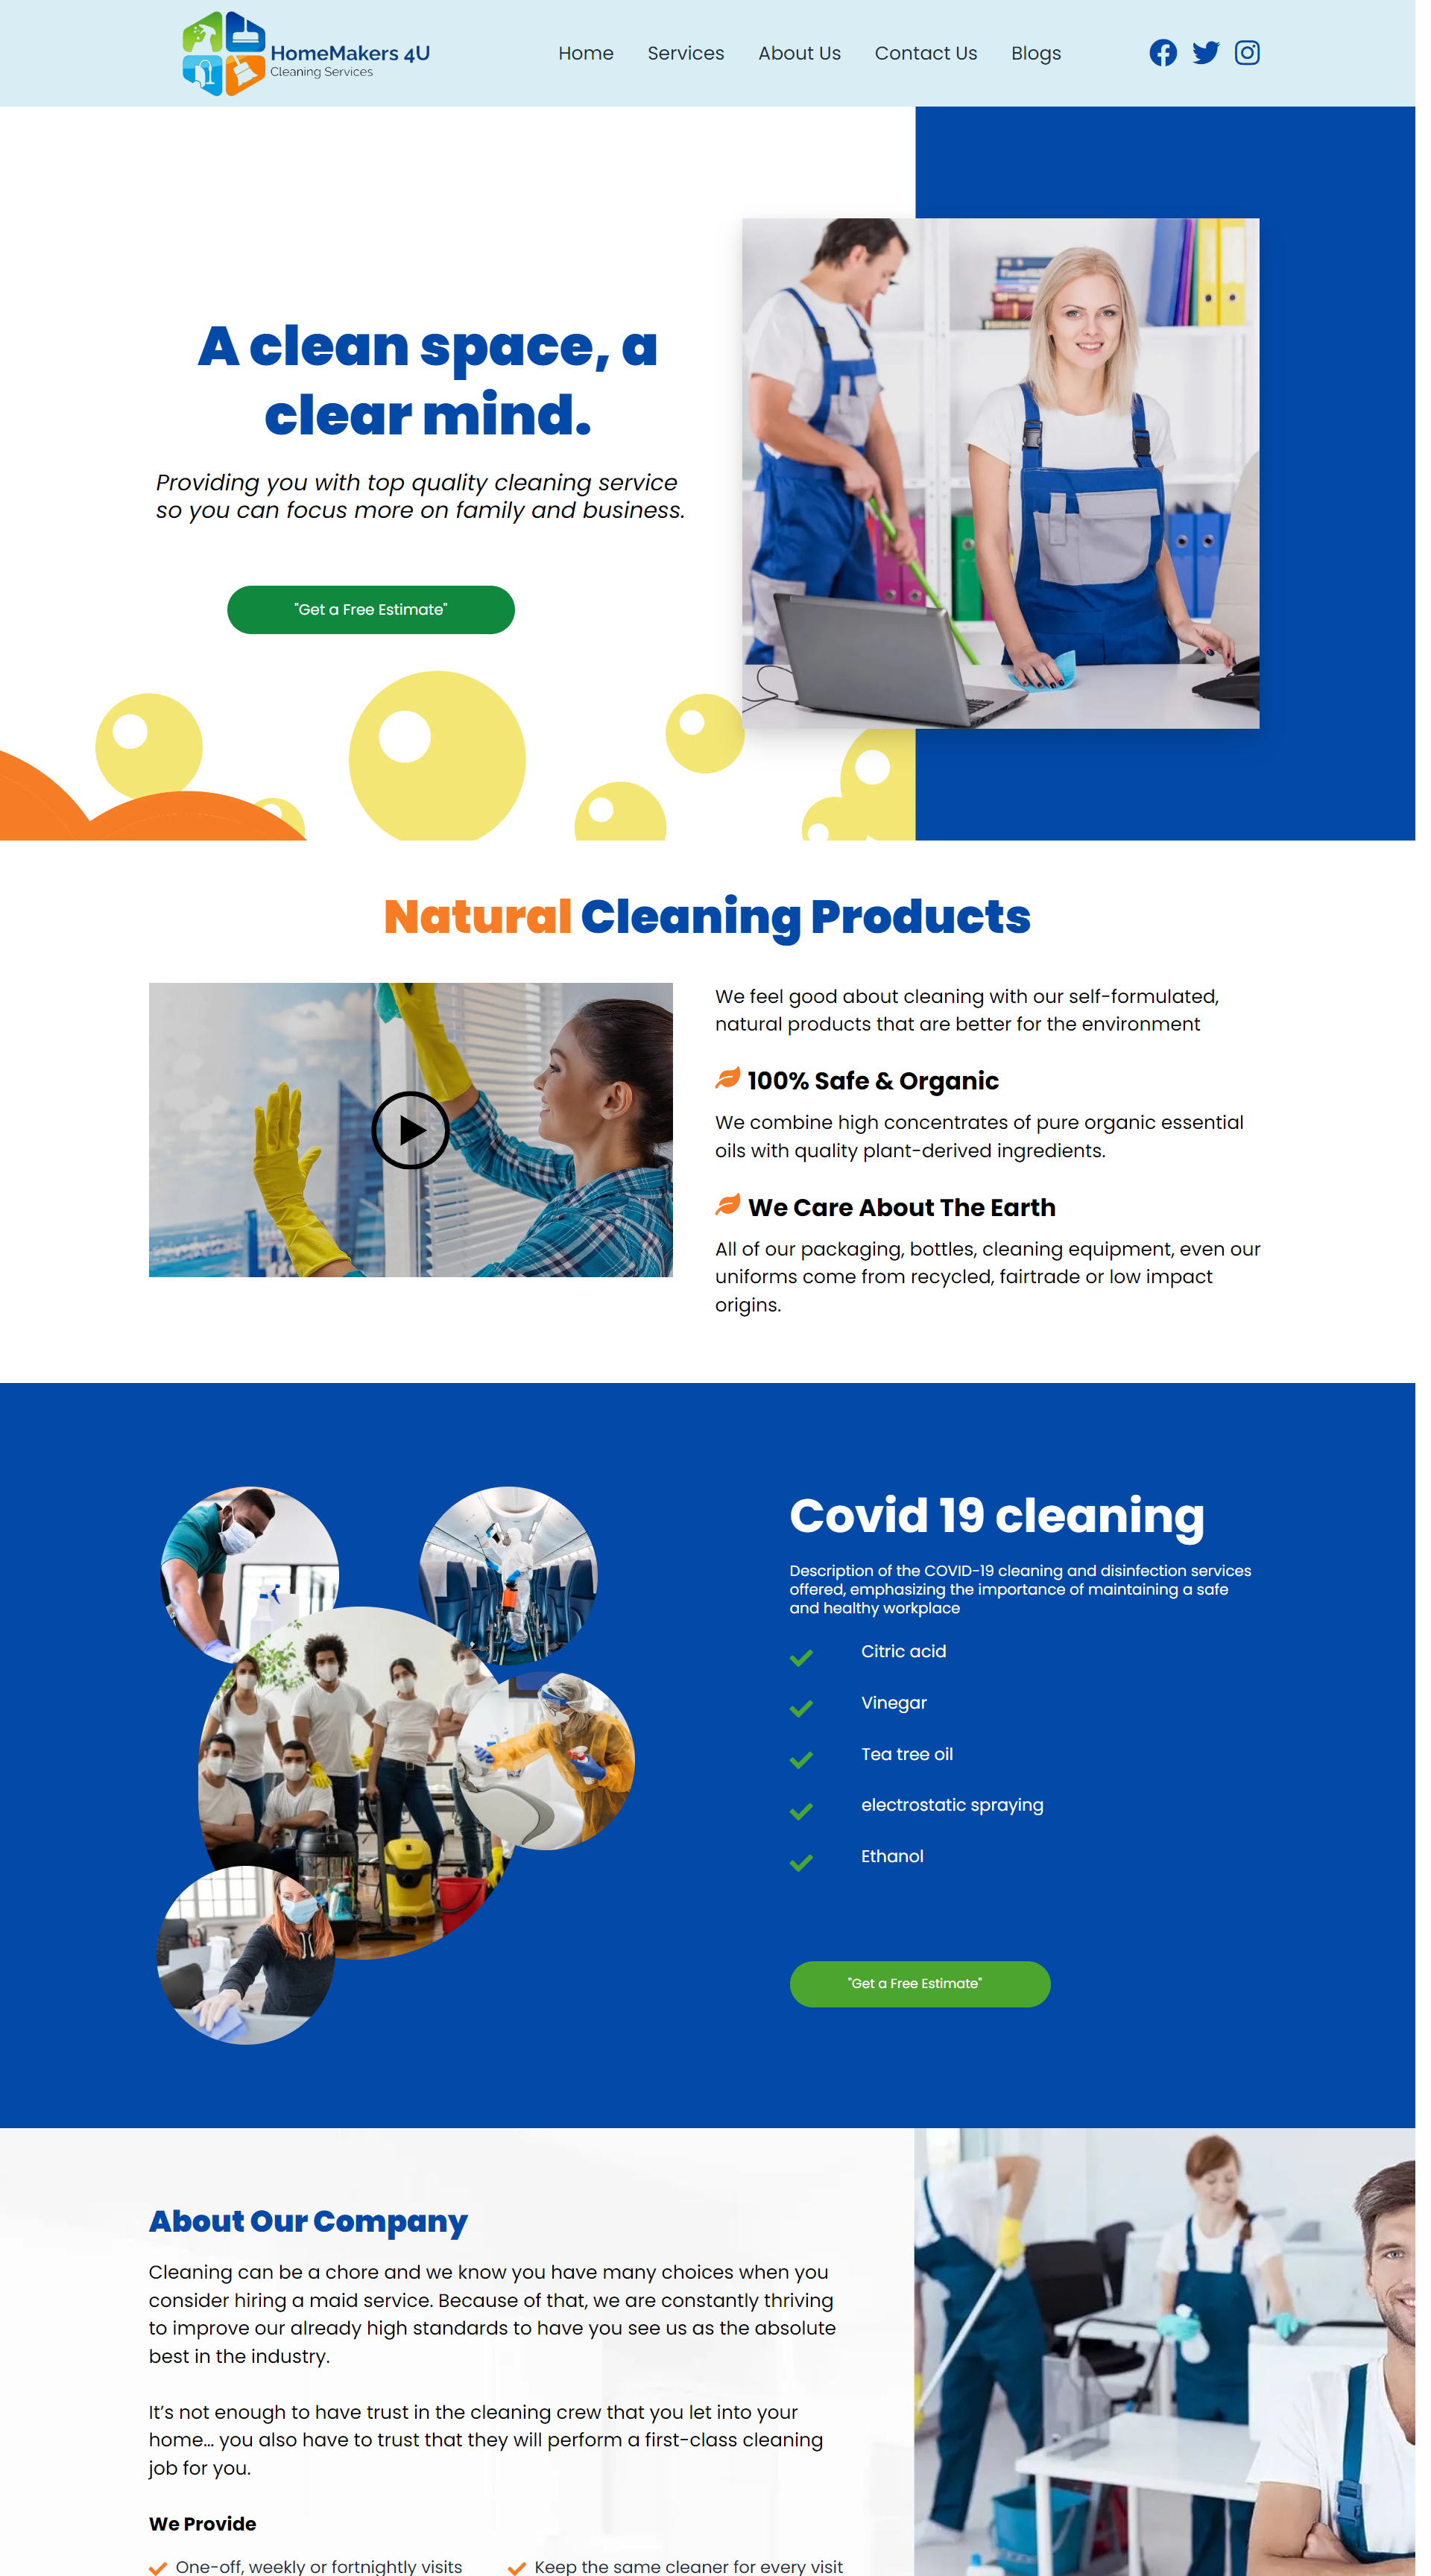 HomeMakers 4U
Cleaning Services
Home Services About Us Contact Us Blogs
A clean space, a
clear mind.
Providing you with top quality cleaning service
so you can focus more on family and business.
"Get a Free Estimate"
Natural Cleaning Products
We feel good about cleaning with our self-formulated,
natural products that are better for the environment
100% Safe & Organic
We combine high concentrates of pure organic essential
oils with quality plant-derived ingredients.
We Care About The Earth
All of our packaging, bottles, cleaning equipment, even our
uniforms come from recycled, fairtrade or low impact
origins.
Covid 19 cleaning
Description of the COVID-19 cleaning and disinfection services
offered, emphasizing the importance of maintaining a safe
and healthy workplace
Citric acid
Vinegar
Tea tree oil
electrostatic spraying
Ethanol
"Get a Free Estimate"
About Our Company
Cleaning can be a chore and we know you have many choices when you
consider hiring a maid service. Because of that, we are constantly thriving
to improve our already high standards to have you see us as the absolute
best in the industry.
It’s not enough to have trust in the cleaning crew that you let into your
home… you also have to trust that they will perform a first-class cleaning
job for you.
We Provide
One-off, weekly or fortnightly visits
Keep the same cleaner for every visit